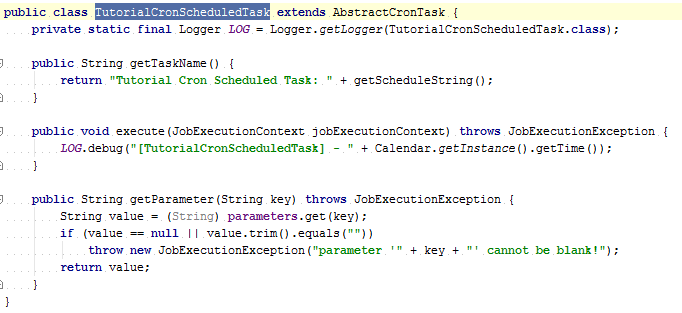 public class TutorialCronScheduledTask extends AbstractCronTask {
    private static final Logger LOG = Logger.getLogger(TutorialCronScheduledTask.class);
    public String getTaskName() {
        return "Tutorial Cron Scheduled Task: " + getScheduleString();
    }
    public void execute(JobExecutionContext jobExecutionContext) throws JobExecutionException {
        LOG.debug("[TutorialCronScheduledTask] - " + Calendar.getInstance().getTime());
    }
    public String getParameter(String key) throws JobExecutionException {
        String value = (String) parameters.get(key);
        if (value == null || value.trim().equals(""))
            throw new JobExecutionException("parameter '" + key + "' cannot be blank!");
        return value;
    }
}